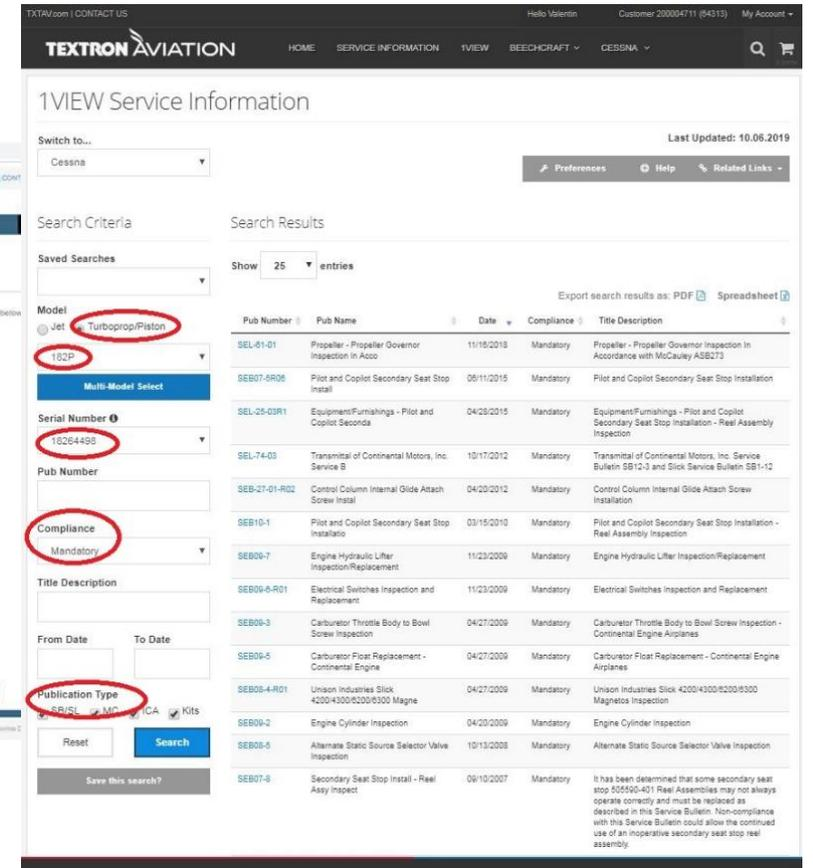 TXTAV.com | CONTACT US
Hello Valentin Customer 200004711 (64313) My Account
TEXTRON AVIATION
HOME SERVICE INFORMATION 1VIEW BEECHCRAFT CESSNA
1VIEW Service Information
Switch to...
Last Updated: 10.06.2019
Cessna
Preferences Help Related Links
Search Criteria
Saved Searches
Model
Jet Turboprop/Piston
182P
Multi-Model Select
Serial Number
18264498
Pub Number
Compliance
Mandatory
Title Description
From Date To Date
Publication Type
SB/SL MC ICA Kits
Reset Search
Save this search?
Search Results
Show 25 entries
Export search results as: PDF Spreadsheet
Pub Number Pub Name Date Compliance Title Description
SEL-61-01 Propeller - Propeller Governor 11/16/2018 Mandatory Propeller - Propeller Governor Inspection In
Inspection In Acco Accordance with McCauley ASB273
SEB07-5R06 Pilot and Copilot Secondary Seat Stop 06/11/2015 Mandatory Pilot and Copilot Secondary Seat Stop Installation
Install
SEL-25-03R1 Equipment/Furnishings - Pilot and 04/28/2015 Mandatory Equipment/Furnishings - Pilot and Copilot
Copilot Seconda Secondary Seat Stop Installation - Reel Assembly
Inspection
SEL-74-03 Transmittal of Continental Motors, Inc. 10/17/2012 Mandatory Transmittal of Continental Motors, Inc. Service
Service B Bulletin SB12-3 and Slick Service Bulletin SB1-12
SEB-27-01-R02 Control Column Internal Glide Attach 04/20/2012 Mandatory Control Column Internal Glide Attach Screw
Screw Instal Installation
SEB10-1 Pilot and Copilot Secondary Seat Stop 03/15/2010 Mandatory Pilot and Copilot Secondary Seat Stop Installation -
Installatio Reel Assembly Inspection
SEB09-7 Engine Hydraulic Lifter 11/23/2009 Mandatory Engine Hydraulic Lifter Inspection/Replacement
Inspection/Replacement
SEB09-6-R01 Electrical Switches Inspection and 11/23/2009 Mandatory Electrical Switches Inspection and Replacement
Replacement
SEB09-3 Carburetor Throttle Body to Bowl 04/27/2009 Mandatory Carburetor Throttle Body to Bowl Screw Inspection -
Screw Inspection Continental Engine Airplanes
SEB09-5 Carburetor Float Replacement - 04/27/2009 Mandatory Carburetor Float Replacement - Continental Engine
Continental Engine Airplanes
SEB08-4-R01 Unison Industries Slick 04/27/2009 Mandatory Unison Industries Slick 4200/4300/6200/6300
4200/4300/6200/6300 Magne Magnetos Inspection
SEB09-2 Engine Cylinder Inspection 04/20/2009 Mandatory Engine Cylinder Inspection
SEB08-5 Alternate Static Source Selector Valve 10/13/2008 Mandatory Alternate Static Source Selector Valve Inspection
Inspection
SEB07-8 Secondary Seat Stop Install - Reel 09/10/2007 Mandatory It has been determined that some secondary seat
Assy Inspect stop 505590-401 Reel Assemblies may not always
operate correctly and must be replaced as
described in this Service Bulletin. Non-compliance
with this Service Bulletin could allow the continued
use of an inoperative secondary seat stop reel
assembly.